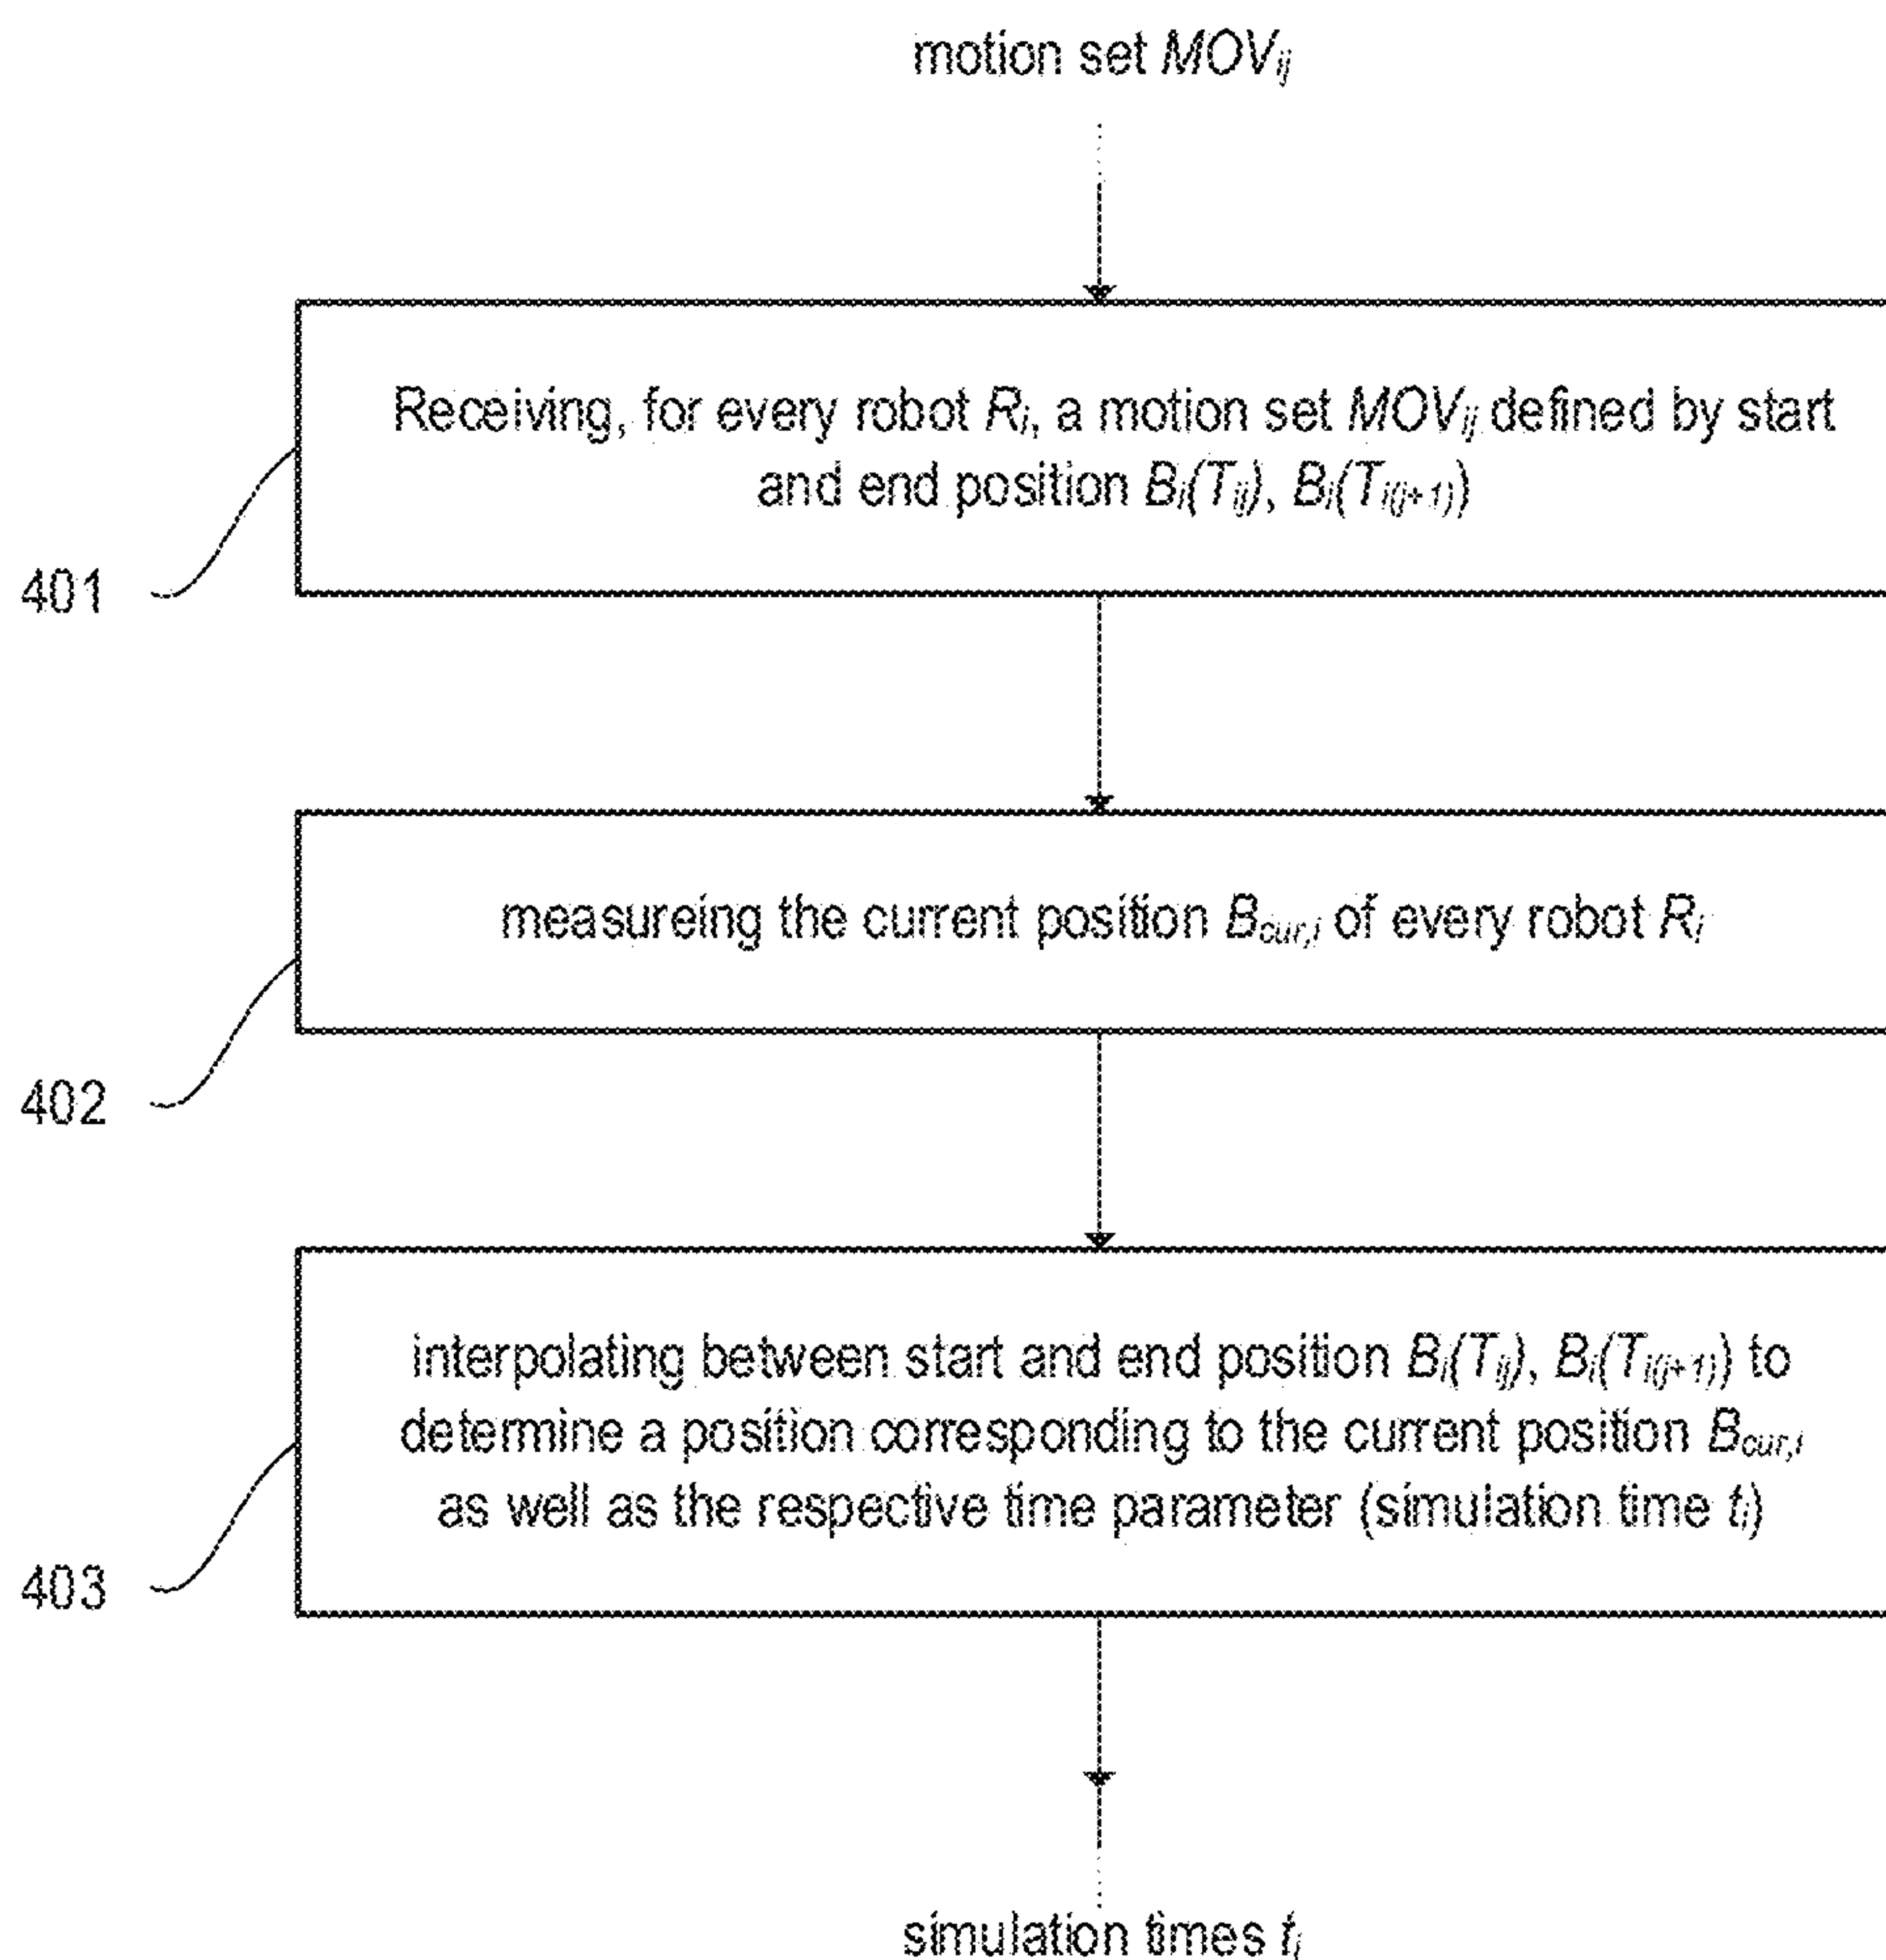 motion set MOVij
Receiving, for every robot Ri, a motion set MOVij defined by start
and end position Bi(Tij), Bi(Ti(j+1))
401
measureing the current position Bcur,i of every robot Ri
402
interpolating between start and end position Bi(Tij), Bi(Ti(j+1)) to
determine a position corresponding to the current position Bcur,i
as well as the respective time parameter (simulation time ti)
403
simulation times ti